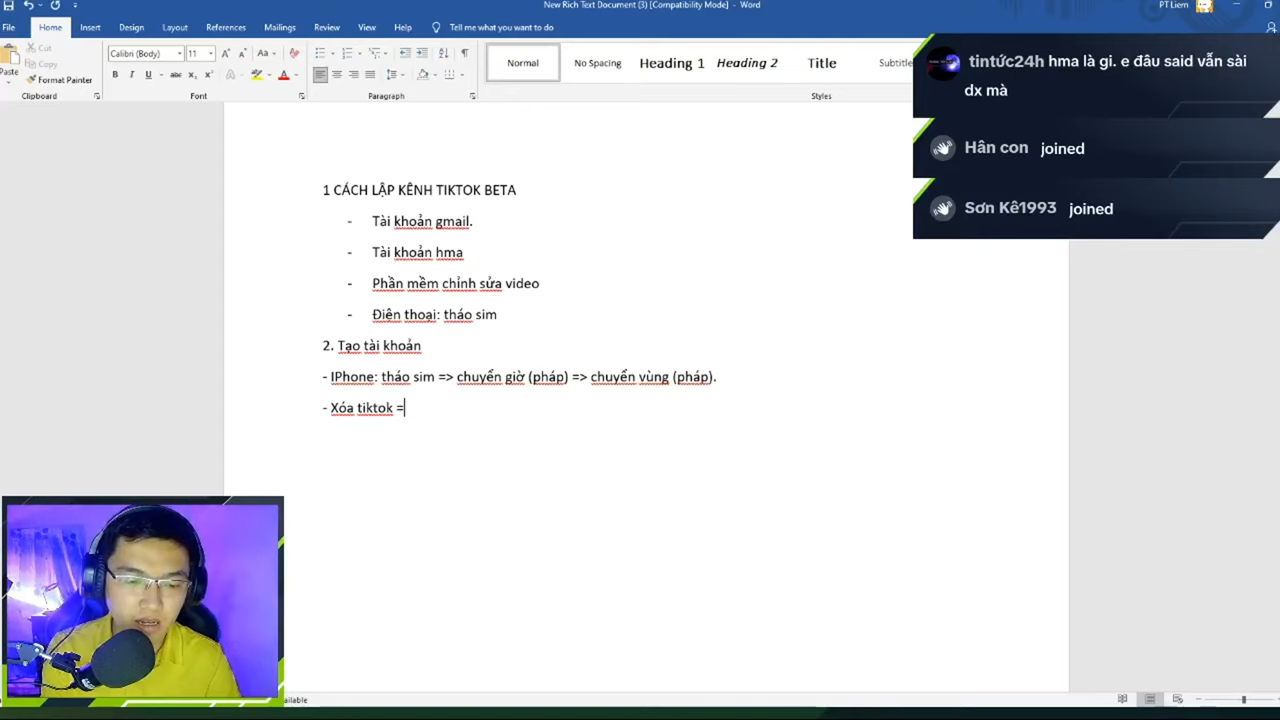 New Rich Text Document (3) [Compatibility Mode] - Word
PT Liem
File Home Insert Design Layout References Mailings Review View Help Tell me what you want to do
Cut
Copy
Paste
Format Painter
Calibri (Body) 11
Normal No Spacing Heading 1 Heading 2 Title Subtitle
Clipboard Font Paragraph Styles
tintức24h hma là gi. e đâu said vẫn sài
dx mà
Hân con joined
Sơn Kê1993 joined
1 CÁCH LẬP KÊNH TIKTOK BETA
- Tài khoản gmail.
- Tài khoản hma
- Phần mềm chỉnh sửa video
- Điện thoại: tháo sim
2. Tạo tài khoản
- IPhone: tháo sim => chuyển giờ (pháp) => chuyển vùng (pháp).
- Xóa tiktok =
ailable